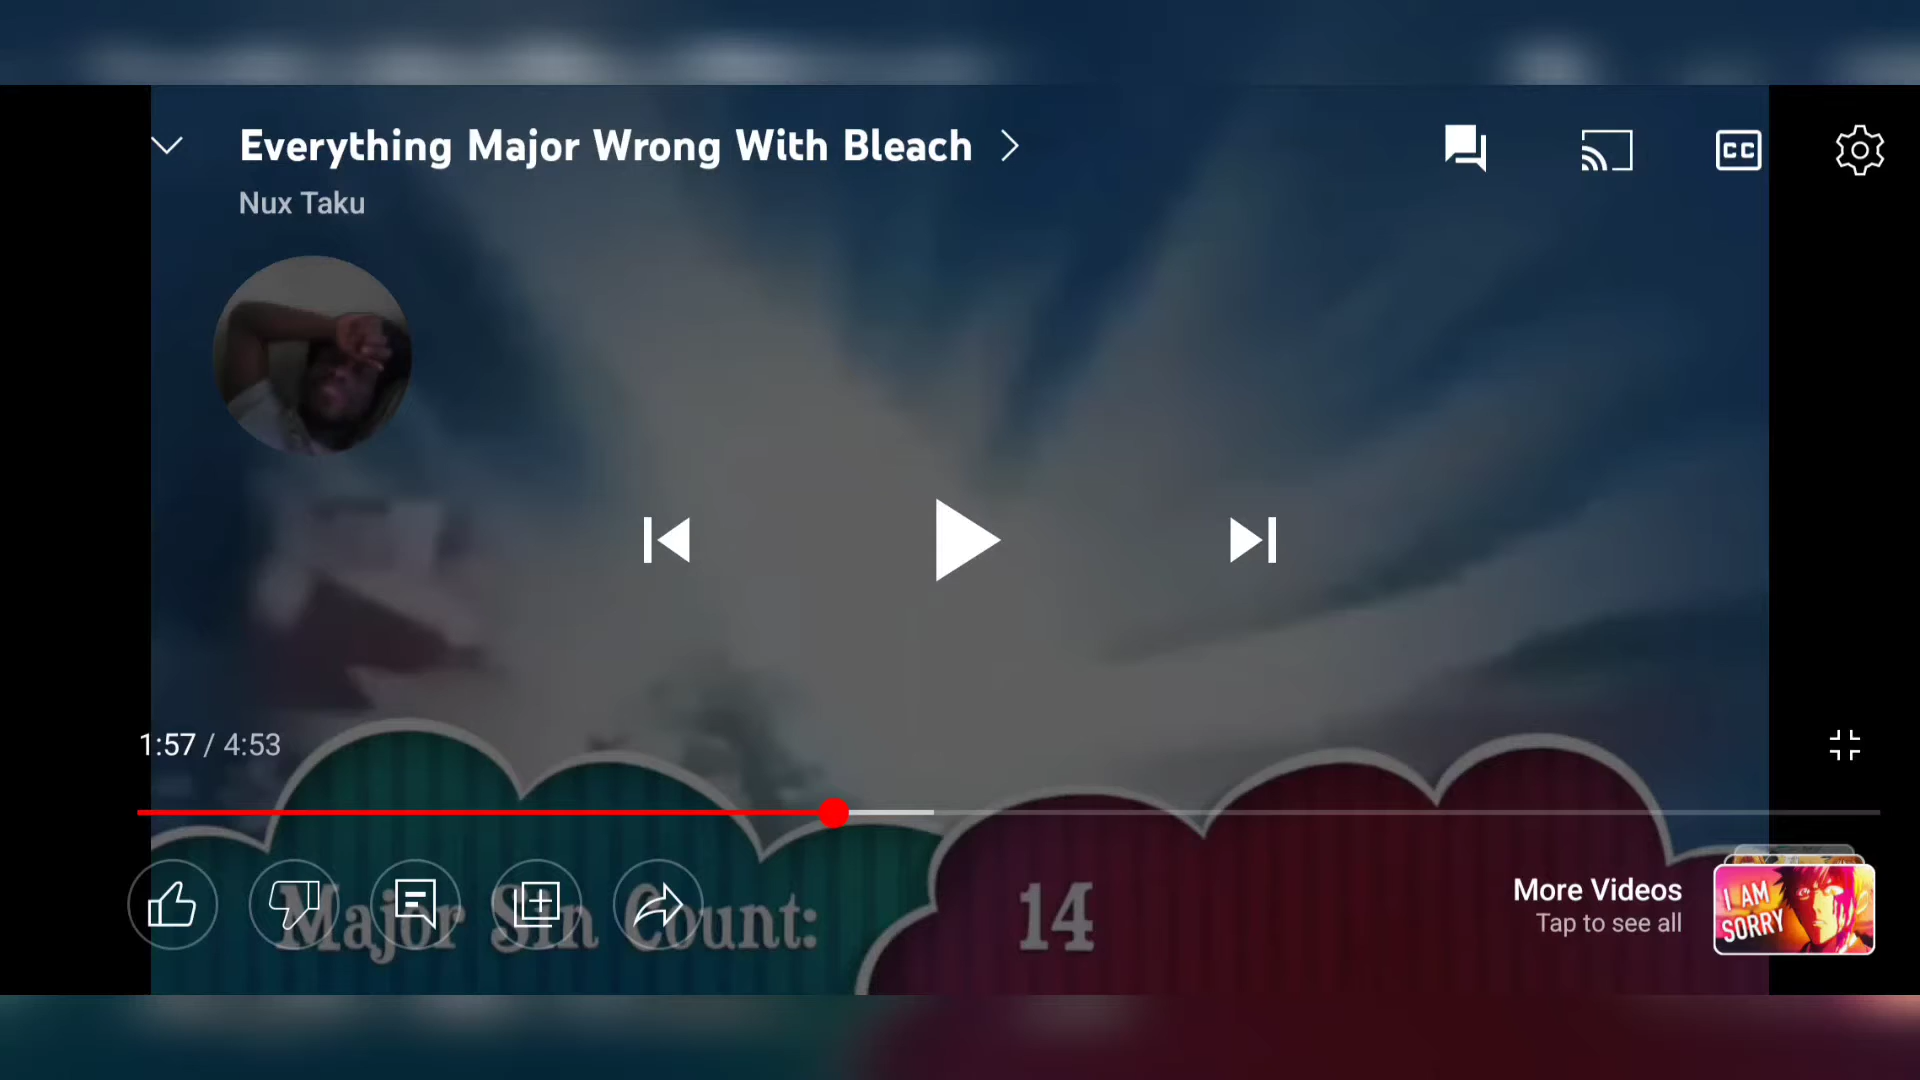 Everything Major Wrong With Bleach
Nux Taku
CC
1:57 / 4:53
Major Sin Count: 14
More Videos
Tap to see all
I AM
SORRY